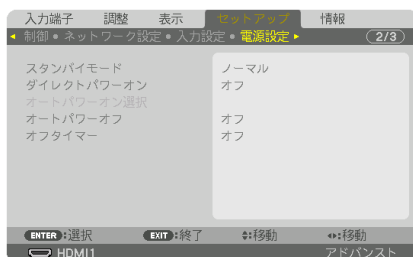 入力端子 調整 表示 セットアップ 情報
制御 • ネットワーク設定 • 入力設定 • 電源設定 2/3
スタンバイモード ノーマル
ダイレクトパワーオン オフ
オートパワーオン選択
オートパワーオフ オフ
オフタイマー オフ
ENTER:選択 EXIT:終了 :移動 :移動
HDMI1 アドバンスト